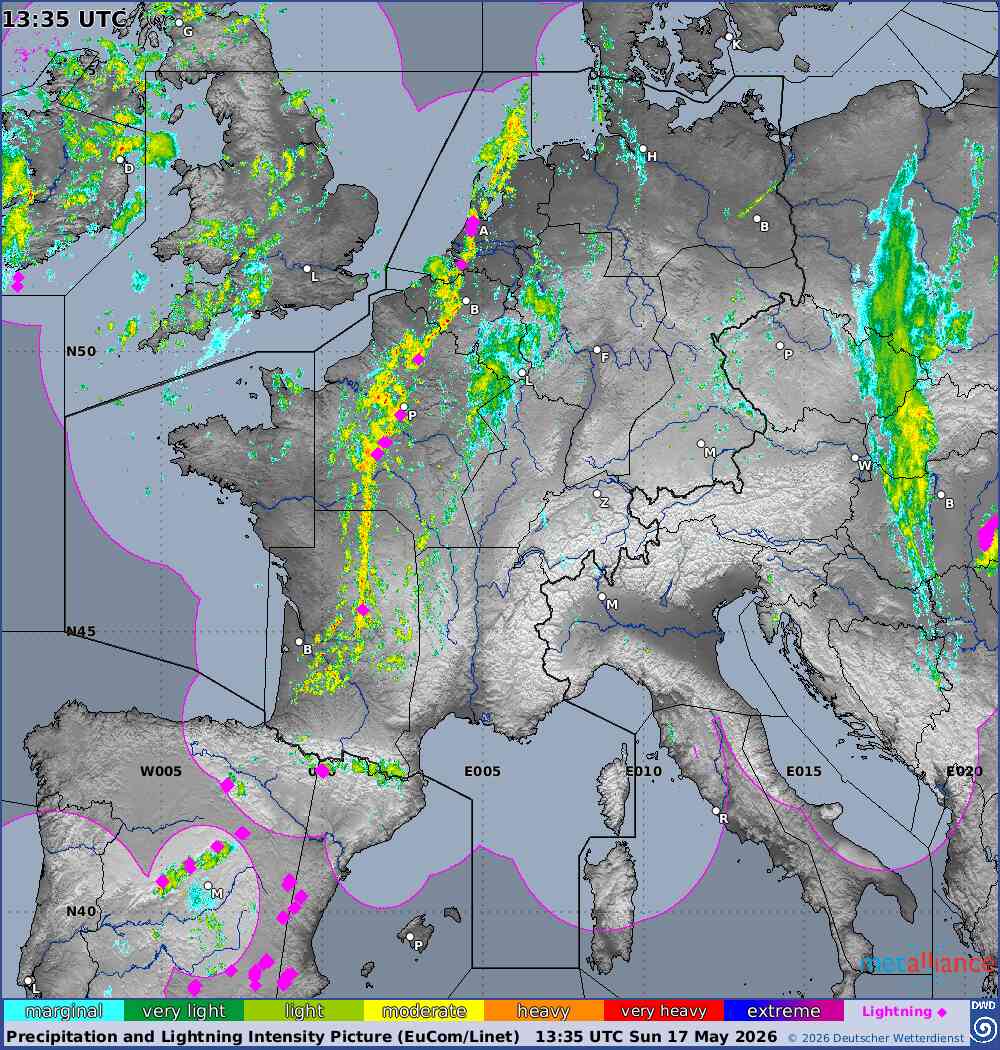 13:35 UTC
G
K
N55
D
H
A
B
L
B
N50
F
P
L
P
M
W
Z
B
M
N45
B
W005
000
E005
E010
E015
E020
R
M
N40
P
L
metalliance
marginal very light light moderate heavy very heavy extreme Lightning
DWD
Precipitation and Lightning Intensity Picture (EuCom/Linet) 13:35 UTC Sun 17 May 2026 © 2026 Deutscher Wetterdienst